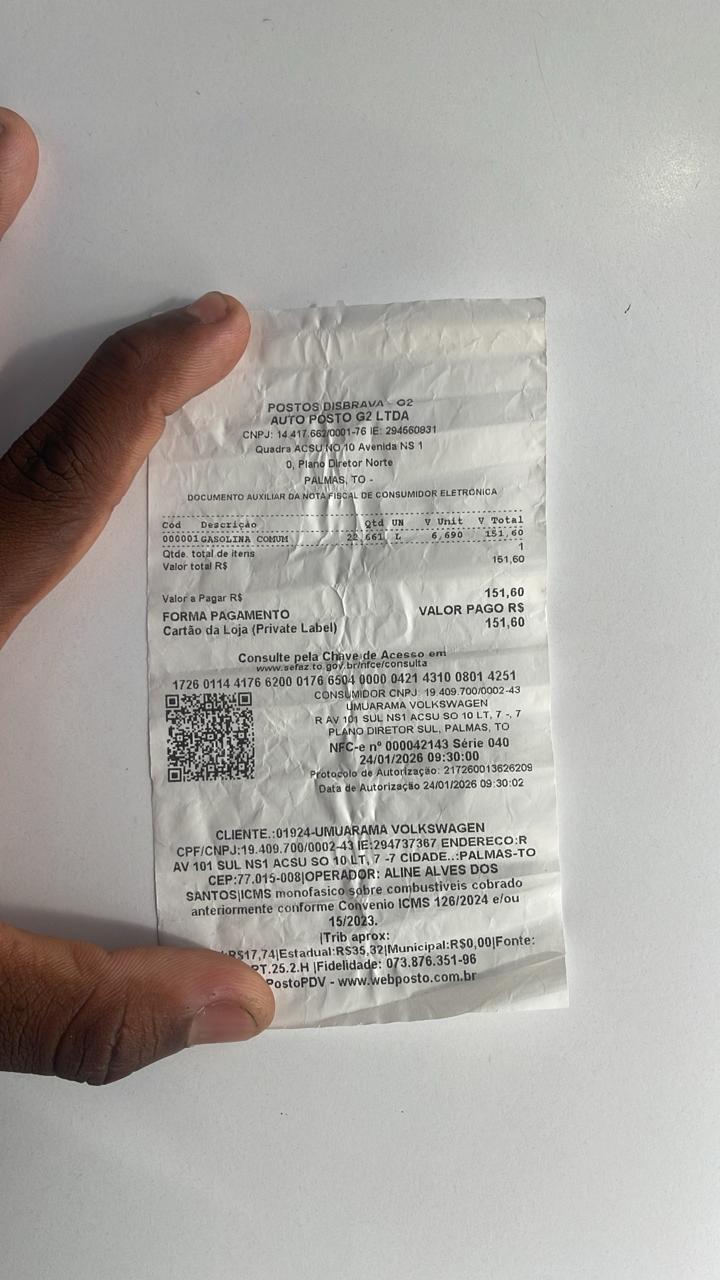 POSTOS DISBRAVA - G2
AUTO POSTO G2 LTDA
CNPJ: 14.417.662/0001-76 IE: 294660931
Quadra ACSU NO 10 Avenida NS 1
0, Plano Diretor Norte
PALMAS, TO -
DOCUMENTO AUXILIAR DA NOTA FISCAL DE CONSUMIDOR ELETRÔNICA
Cod Descrição Qtd UN V Unit V Total
000001 GASOLINA COMUM 22,661 L 6,690 151,60
Qtde. total de itens 1
Valor total R$ 151,60
Valor a Pagar R$ 151,60
FORMA PAGAMENTO VALOR PAGO R$
Cartão da Loja (Private Label) 151,60
Consulte pela Chave de Acesso em
www.sefaz.to.gov.br/nfce/consulta
1726 0114 4176 6200 0176 6504 0000 0421 4310 0801 4251
CONSUMIDOR CNPJ: 19.409.700/0002-43
UMUARAMA VOLKSWAGEN
R AV 101 SUL NS1 ACSU SO 10 LT, 7 -, 7
PLANO DIRETOR SUL, PALMAS, TO
NFC-e nº 000042143 Série 040
24/01/2026 09:30:00
Protocolo de Autorização: 217260013626209
Data de Autorização 24/01/2026 09:30:02
CLIENTE.:01924-UMUARAMA VOLKSWAGEN
CPF/CNPJ:19.409.700/0002-43 IE:294737367 ENDERECO:R
AV 101 SUL NS1 ACSU SO 10 LT, 7 -7 CIDADE..:PALMAS-TO
CEP:77.015-008|OPERADOR: ALINE ALVES DOS
SANTOS|ICMS monofasico sobre combustiveis cobrado
anteriormente conforme Convenio ICMS 126/2024 e/ou
15/2023.
|Trib aprox:
R$17,74|Estadual:R$35,32|Municipal:R$0,00|Fonte:
PT.25.2.H |Fidelidade: 073.876.351-96
PostoPDV - www.webposto.com.br